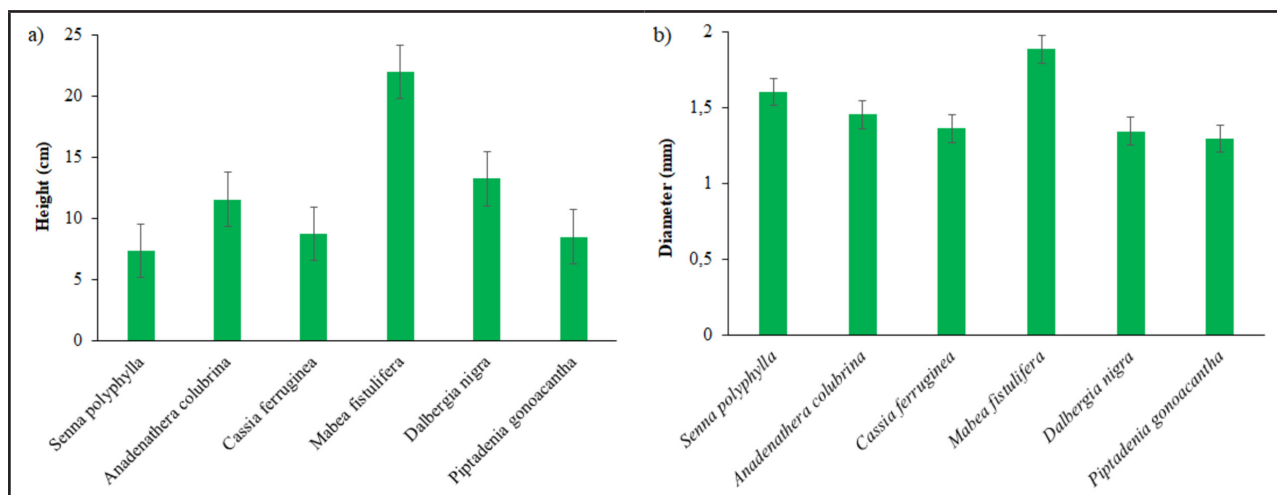 a)
Height (cm)
25
20
15
10
5
0
Senna polyphylla
Anadenathera colubrina
Cassia ferruginea
Mabea fistulifera
Dalbergia nigra
Piptadenia gonoacantha
b)
Diameter (mm)
2
1,5
1
0,5
0
Senna polyphylla
Anadenathera colubrina
Cassia ferruginea
Mabea fistulifera
Dalbergia nigra
Piptadenia gonoacantha